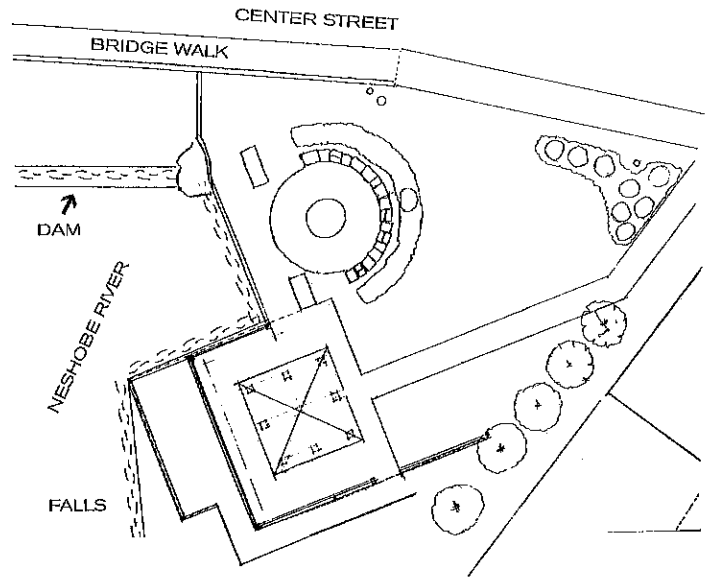 CENTER STREET
BRIDGE WALK
DAM
NESHOBE RIVER
FALLS